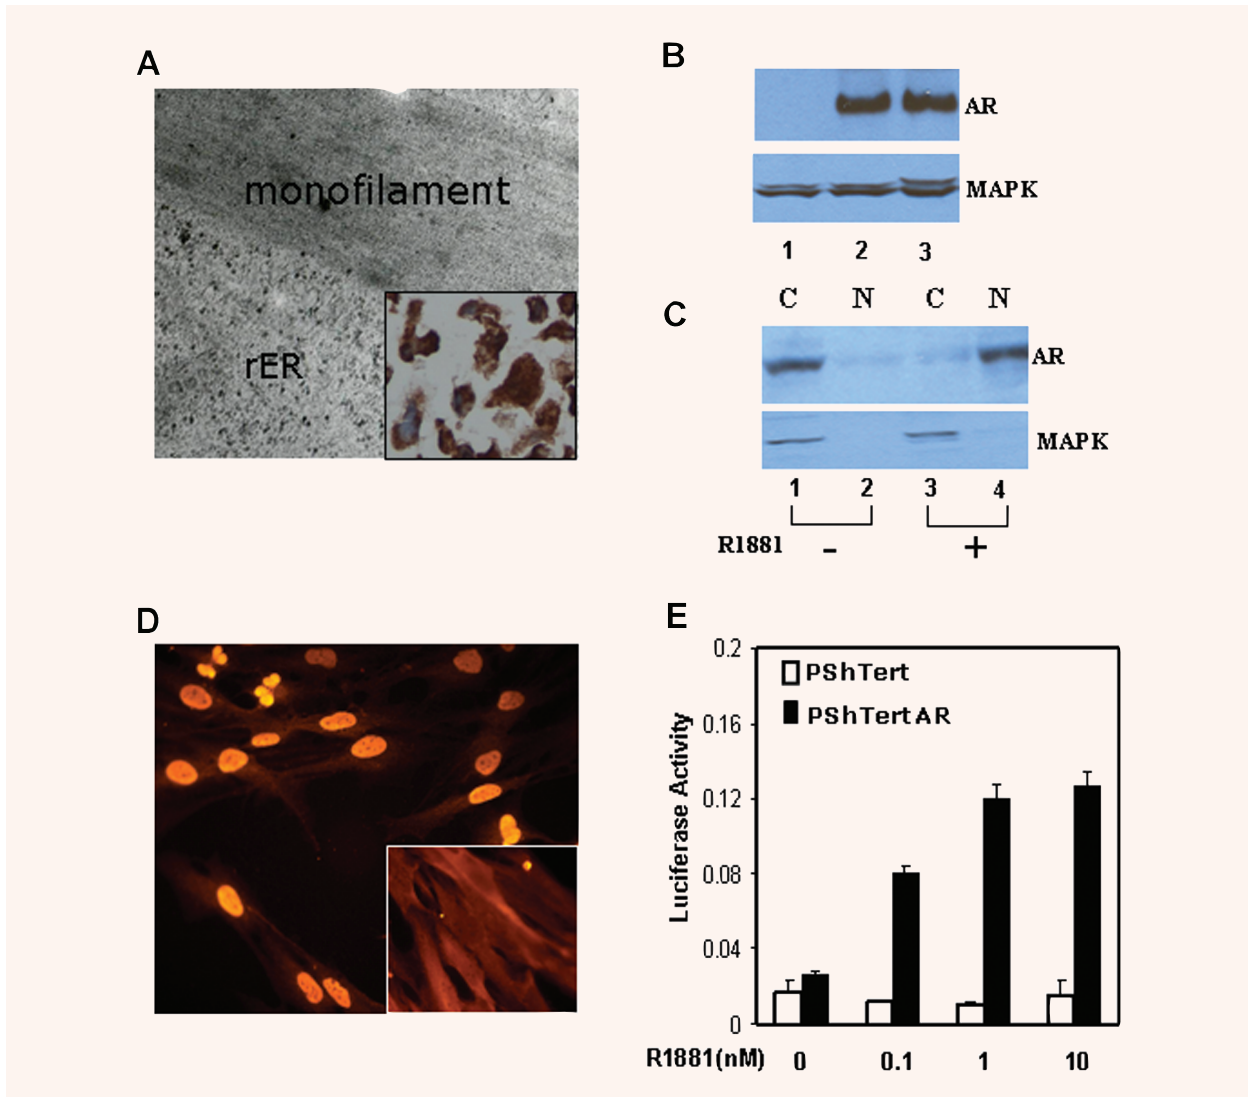 A
monofilament
rER
B
AR
MAPK
1 2 3
C
C N C N
AR
MAPK
1 2 3 4
R1881 - +
D
E
Luciferase Activity
0.2
0.16
0.12
0.08
0.04
0
PShTert
PShTertAR
R1881(nM) 0 0.1 1 10